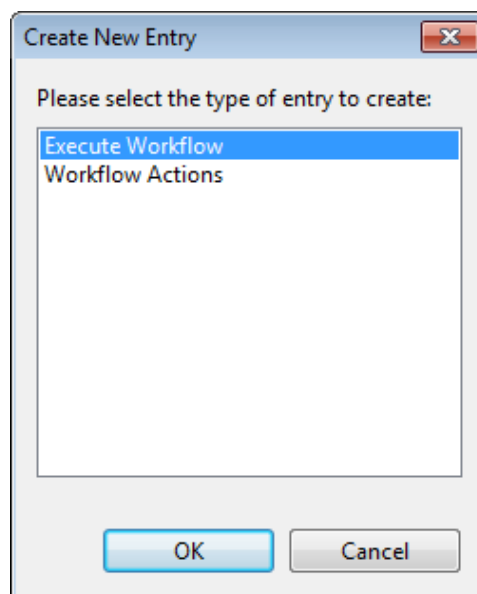 Create New Entry
Please select the type of entry to create:
Execute Workflow
Workflow Actions
OK
Cancel